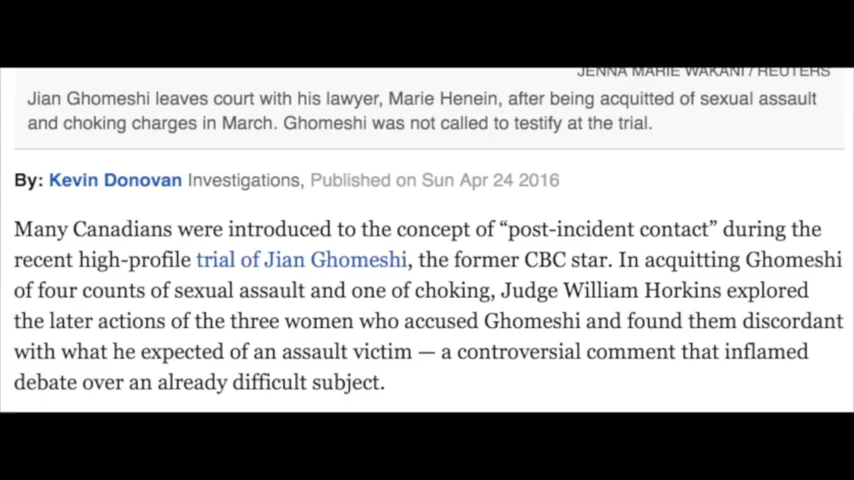 JENNA MARIE WAKANI / REUTERS
Jian Ghomeshi leaves court with his lawyer, Marie Henein, after being acquitted of sexual assault
and choking charges in March. Ghomeshi was not called to testify at the trial.
By: Kevin Donovan Investigations, Published on Sun Apr 24 2016
Many Canadians were introduced to the concept of “post-incident contact” during the
recent high-profile trial of Jian Ghomeshi, the former CBC star. In acquitting Ghomeshi
of four counts of sexual assault and one of choking, Judge William Horkins explored
the later actions of the three women who accused Ghomeshi and found them discordant
with what he expected of an assault victim — a controversial comment that inflamed
debate over an already difficult subject.